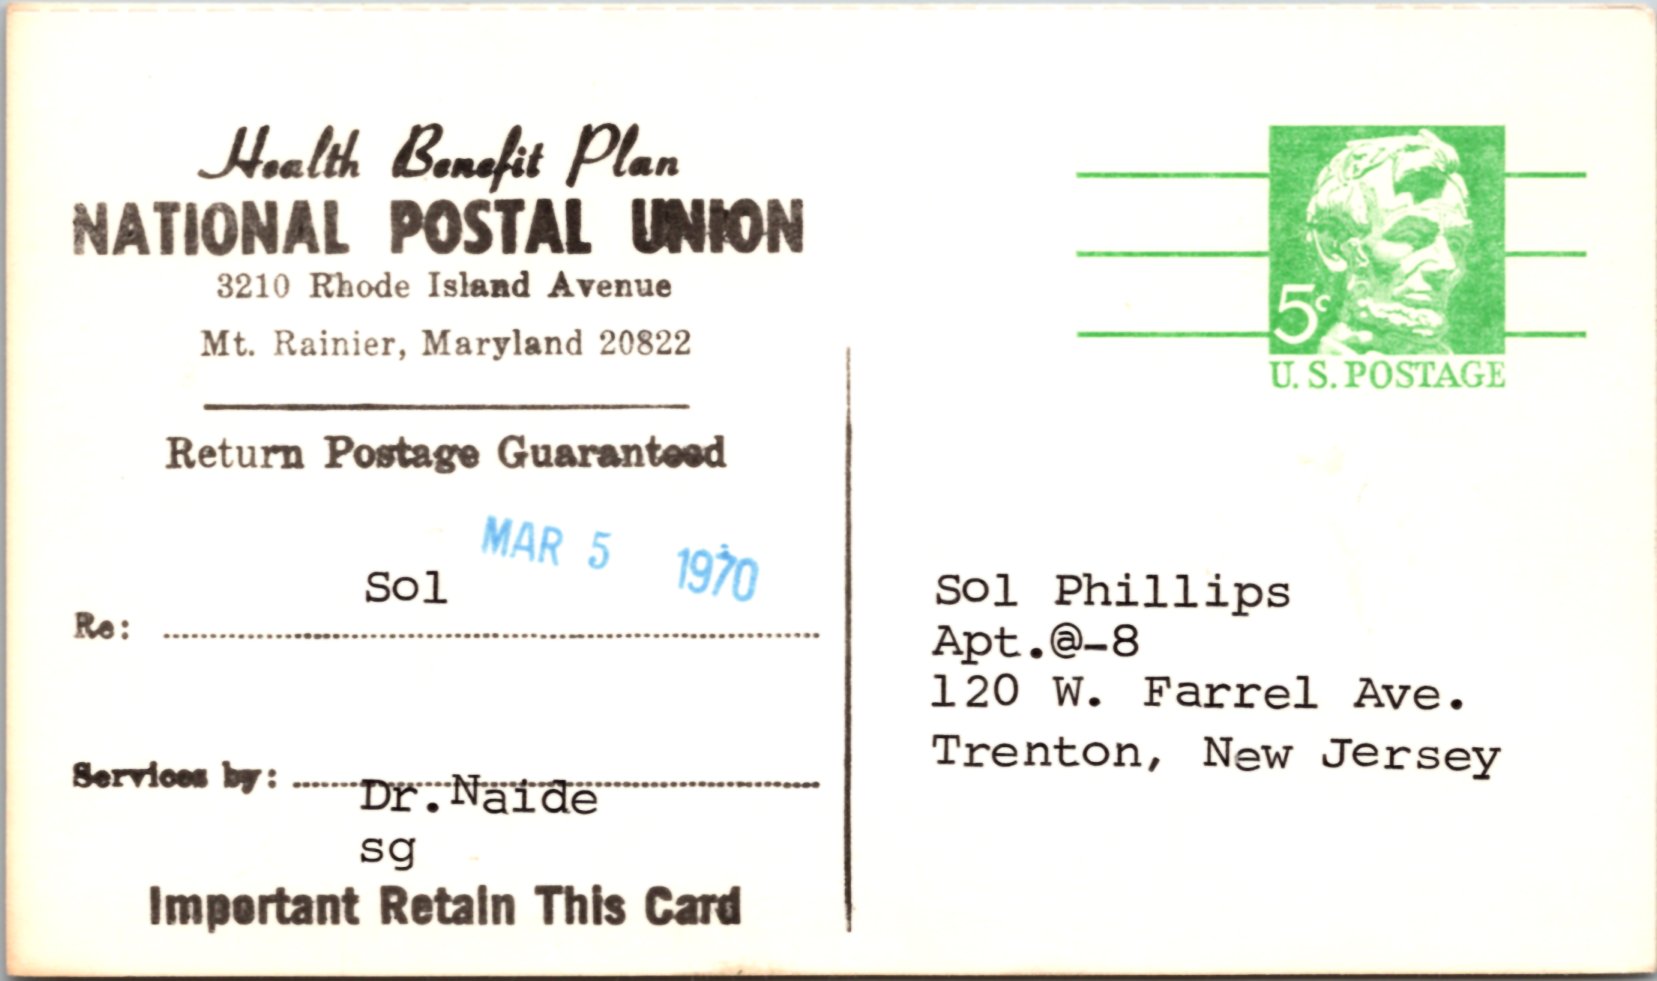 Health Benefit Plan
NATIONAL POSTAL UNION
3210 Rhode Island Avenue
Mt. Rainier, Maryland 20822
Return Postage Guaranteed
MAR 5 1970
Re: Sol
Services by: Dr.Naide
sg
Important Retain This Card
5c
U. S. POSTAGE
Sol Phillips
Apt.@-8
120 W. Farrel Ave.
Trenton, New Jersey